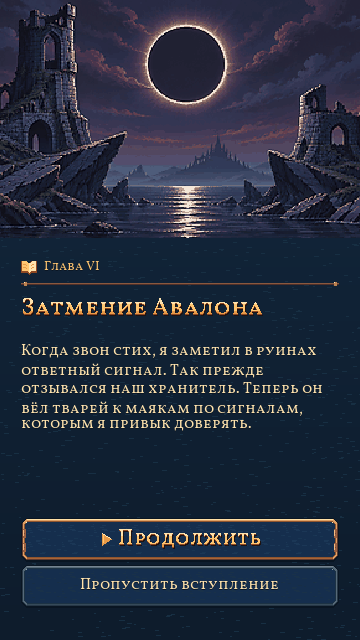 Глава VI
Затмение Авалона
Когда звон стих, я заметил в руинах
ответный сигнал. Так прежде
отзывался наш хранитель. Теперь он
вёл тварей к маякам по сигналам,
которым я привык доверять.
Продолжить
Пропустить вступление